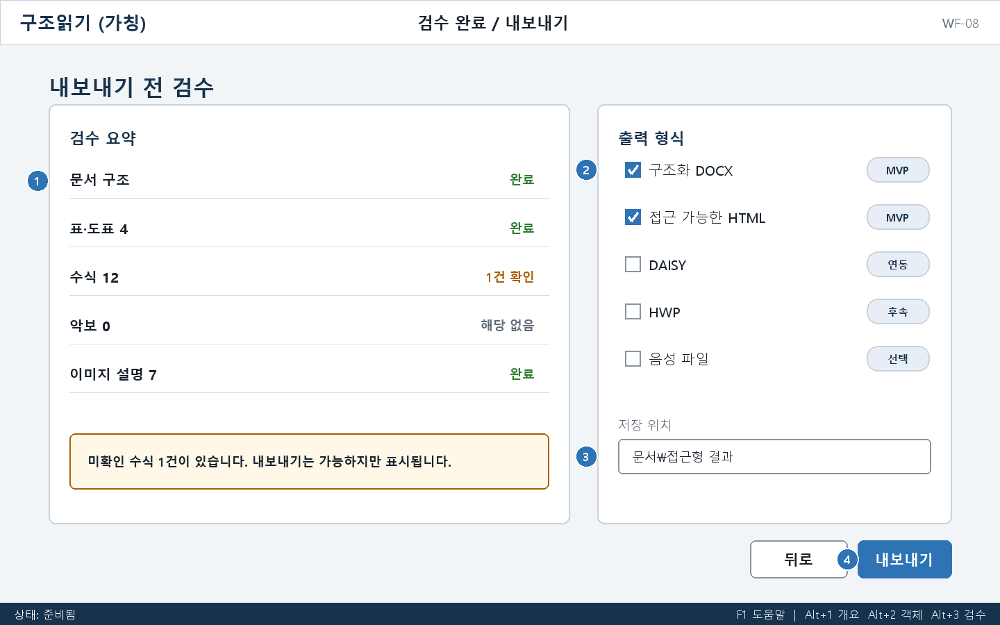 구조읽기 (가칭)
검수 완료 / 내보내기
WF-08
내보내기 전 검수
검수 요약
1
문서 구조 완료
표·도표 4 완료
수식 12 1건 확인
악보 0 해당 없음
이미지 설명 7 완료
미확인 수식 1건이 있습니다. 내보내기는 가능하지만 표시됩니다.
출력 형식
2
구조화 DOCX MVP
접근 가능한 HTML MVP
DAISY 연동
HWP 후속
음성 파일 선택
저장 위치
3
문서₩접근형 결과
뒤로
4
내보내기
상태: 준비됨
F1 도움말 | Alt+1 개요 Alt+2 객체 Alt+3 검수